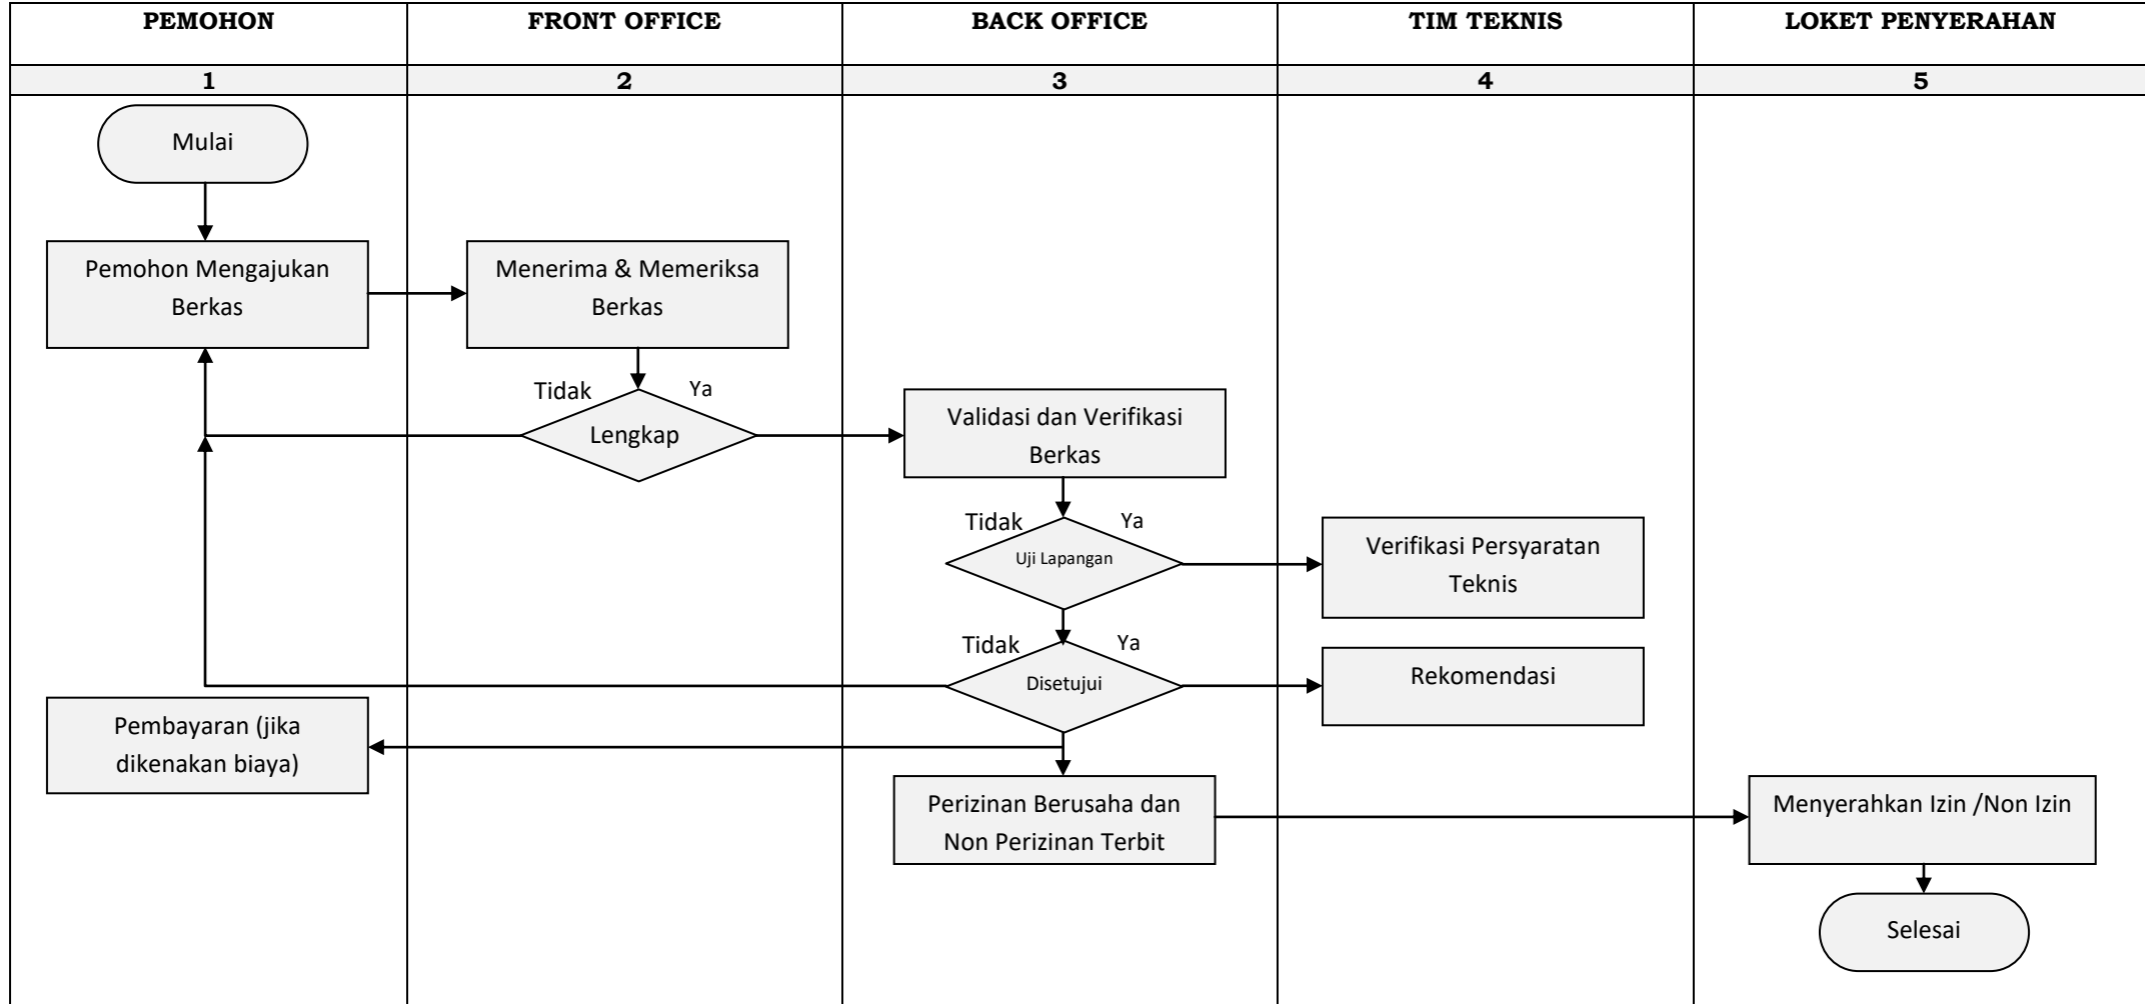 PEMOHON
FRONT OFFICE
BACK OFFICE
TIM TEKNIS
LOKET PENYERAHAN
1
2
3
4
5
Mulai
Pemohon Mengajukan
Berkas
Menerima & Memeriksa
Berkas
Tidak
Ya
Lengkap
Validasi dan Verifikasi
Berkas
Tidak
Ya
Uji Lapangan
Verifikasi Persyaratan
Teknis
Tidak
Ya
Disetujui
Rekomendasi
Pembayaran (jika
dikenakan biaya)
Perizinan Berusaha dan
Non Perizinan Terbit
Menyerahkan Izin /Non Izin
Selesai